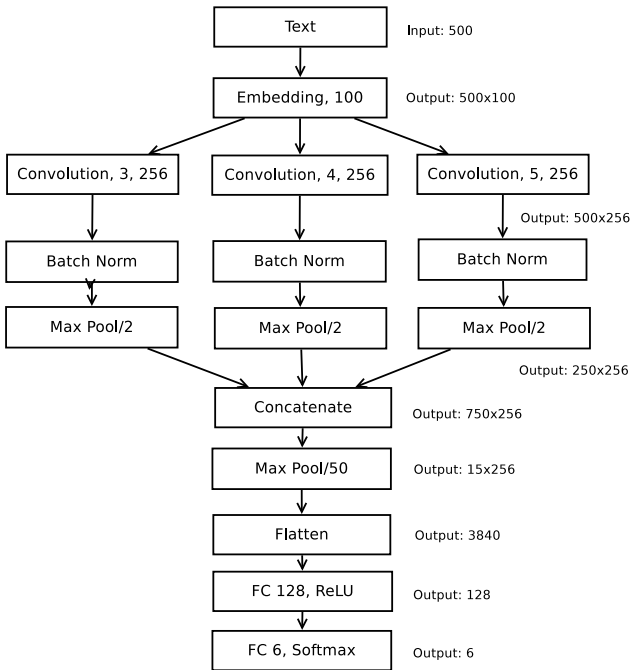 Text
Input: 500
Embedding, 100
Output: 500x100
Convolution, 3, 256
Convolution, 4, 256
Convolution, 5, 256
Output: 500x256
Batch Norm
Batch Norm
Batch Norm
Max Pool/2
Max Pool/2
Max Pool/2
Output: 250x256
Concatenate
Output: 750x256
Max Pool/50
Output: 15x256
Flatten
Output: 3840
FC 128, ReLU
Output: 128
FC 6, Softmax
Output: 6